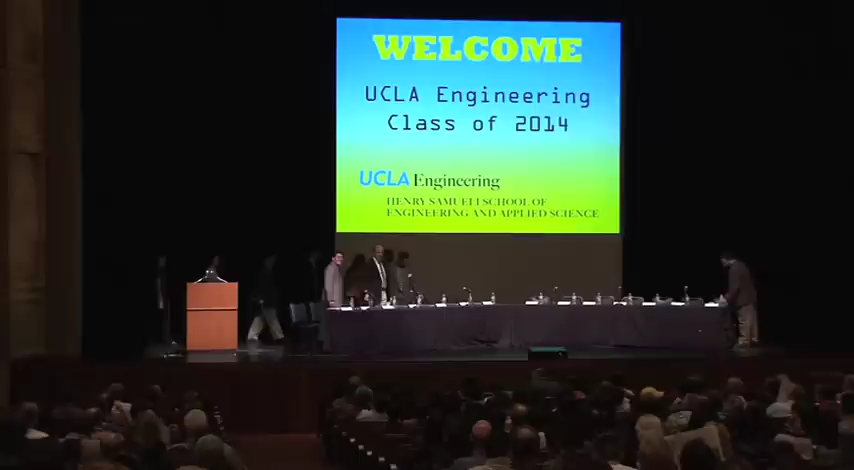 WELCOME
UCLA Engineering
Class of 2014
UCLA Engineering
HENRY SAMUELI SCHOOL OF
ENGINEERING AND APPLIED SCIENCE